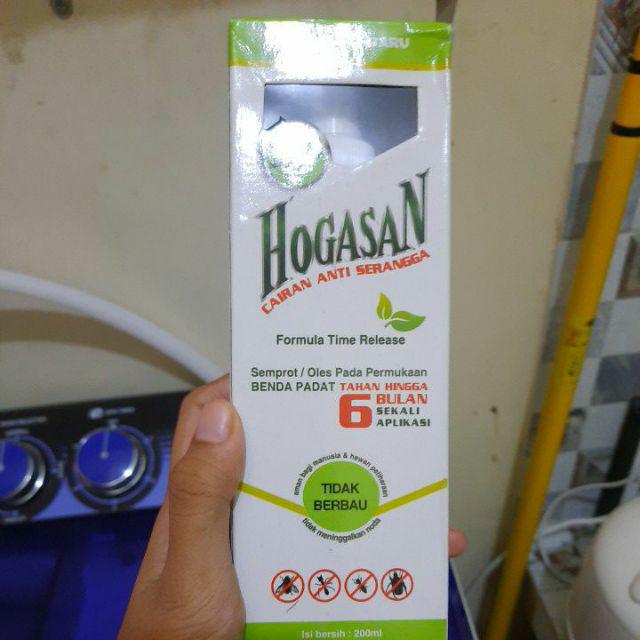 HOGASAN
CAIRAN ANTI SERANGGA
Formula Time Release
Semprot / Oles Pada Permukaan
BENDA PADAT TAHAN HINGGA
6 BULAN
SEKALI
APLIKASI
aman bagi manusia & hewan peliharaan
TIDAK
BERBAU
tidak meninggalkan noda
Isi bersih : 200ml